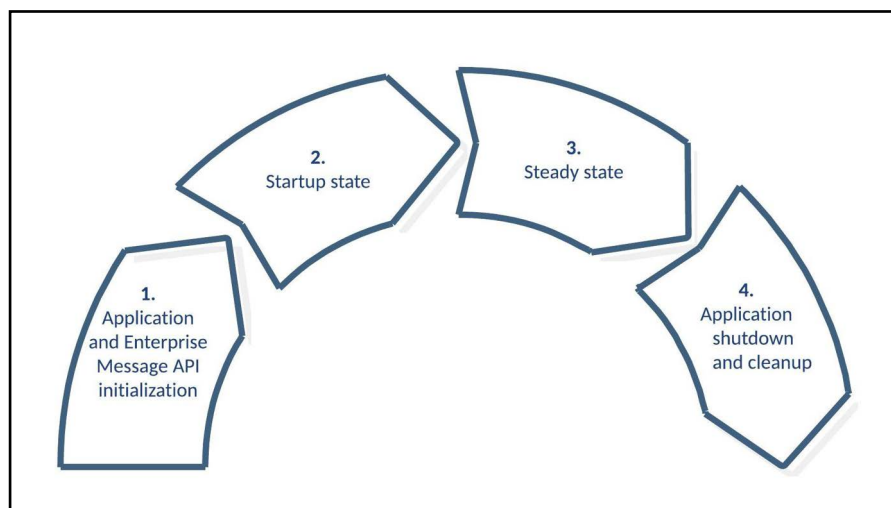 1.
Application
and Enterprise
Message API
initialization
2.
Startup state
3.
Steady state
4.
Application
shutdown
and cleanup